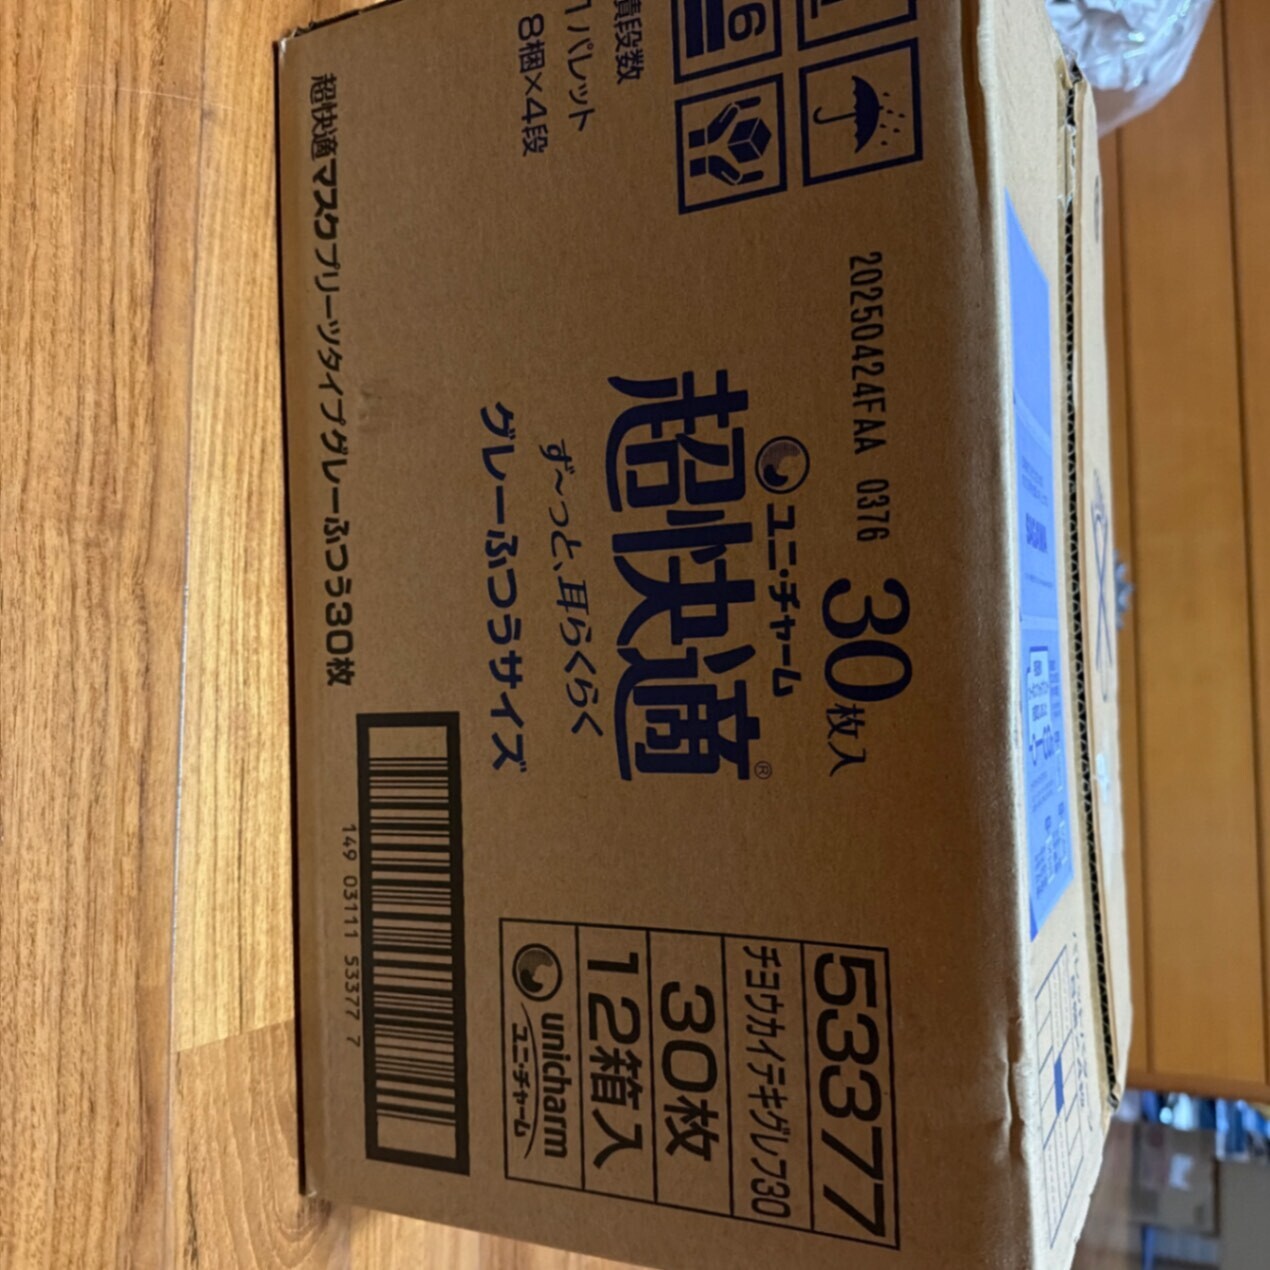 積段数
1パレット
8梱×4段
6
20250424FAA 0376
30枚入
ユニ・チャーム
超快適®
ず~っと、耳らくらく
グレーふつうサイズ
超快適マスクプリーツタイプグレーふつう30枚
149 03111 53377 7
53377
チヨウカイテキグレフ30
30枚
12箱入
unicharm
ユニ・チャーム